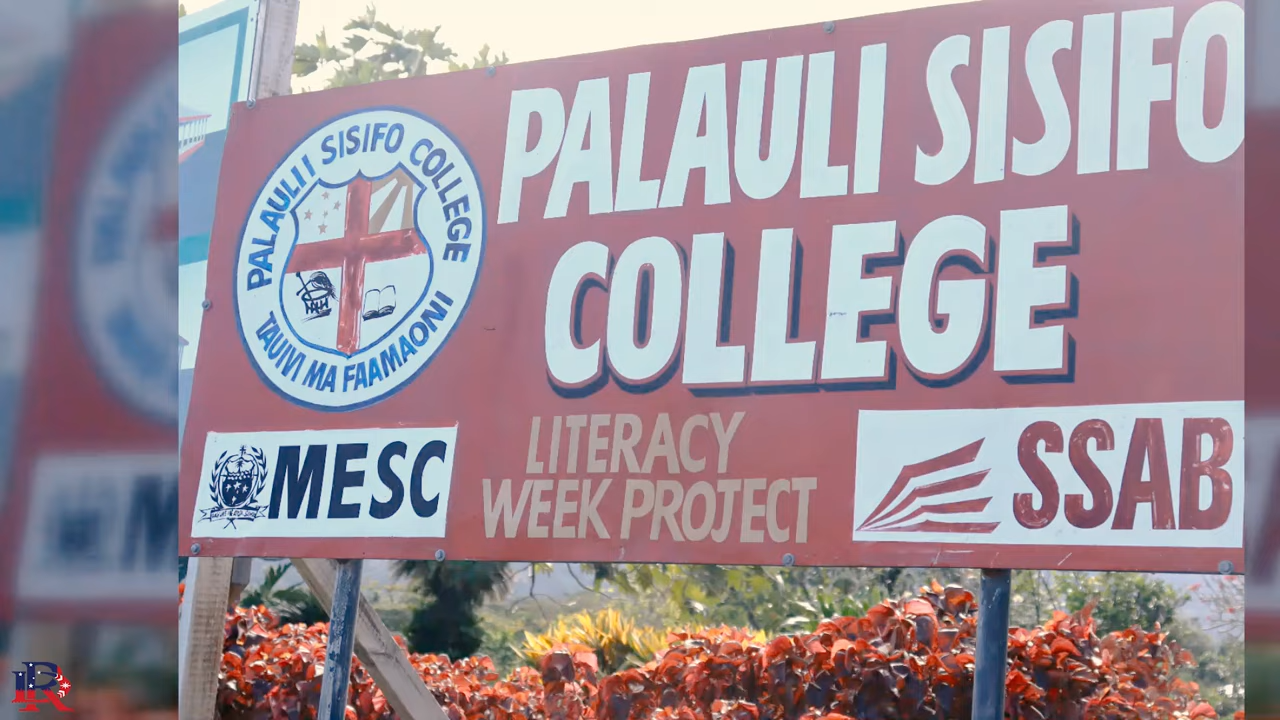 PALAULI SISIFO
COLLEGE
PALAULI I SISIFO COLLEGE
TAUIVI MA FAAMAONI
MESC
LITERACY
WEEK PROJECT
SSAB